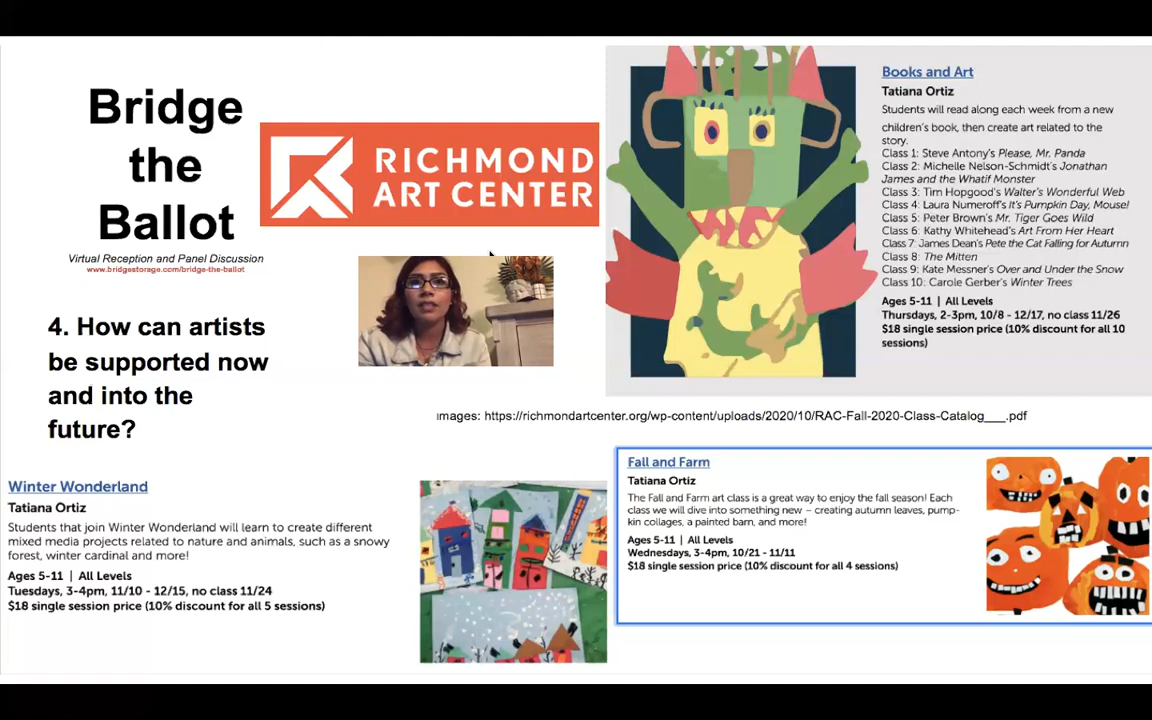 Bridge
the
Ballot
Virtual Reception and Panel Discussion
www.bridgestorage.com/bridge-the-ballot
RICHMOND
ART CENTER
4. How can artists
be supported now
and into the
future?
Books and Art
Tatiana Ortiz
Students will read along each week from a new
children's book, then create art related to the
story.
Class 1: Steve Antony's Please, Mr. Panda
Class 2: Michelle Nelson-Schmidt's Jonathan
James and the Whatif Monster
Class 3: Tim Hopgood's Walter's Wonderful Web
Class 4: Laura Numeroff's It's Pumpkin Day, Mouse!
Class 5: Peter Brown's Mr. Tiger Goes Wild
Class 6: Kathy Whitehead's Art From Her Heart
Class 7: James Dean's Pete the Cat Falling for Autumn
Class 8: The Mitten
Class 9: Kate Messner's Over and Under the Snow
Class 10: Carole Gerber's Winter Trees
Ages 5-11 | All Levels
Thursdays, 2-3pm, 10/8 - 12/17, no class 11/26
$18 single session price (10% discount for all 10
sessions)
Images: https://richmondartcenter.org/wp-content/uploads/2020/10/RAC-Fall-2020-Class-Catalog___.pdf
Winter Wonderland
Tatiana Ortiz
Students that join Winter Wonderland will learn to create different
mixed media projects related to nature and animals, such as a snowy
forest, winter cardinal and more!
Ages 5-11 | All Levels
Tuesdays, 3-4pm, 11/10 - 12/15, no class 11/24
$18 single session price (10% discount for all 5 sessions)
Fall and Farm
Tatiana Ortiz
The Fall and Farm art class is a great way to enjoy the fall season! Each
class we will dive into something new – creating autumn leaves, pump-
kin collages, a painted barn, and more!
Ages 5-11 | All Levels
Wednesdays, 3-4pm, 10/21 - 11/11
$18 single session price (10% discount for all 4 sessions)